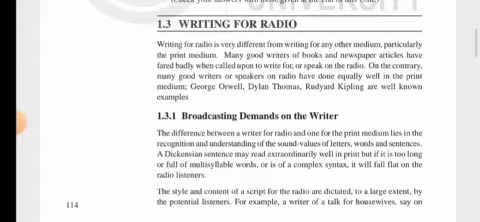 1.3 WRITING FOR RADIO
Writing for radio is very different from writing for any other medium, particularly
the print medium. Many good writers of books and newspaper articles have
fared badly when called upon to write for, or speak on the radio. On the contrary,
many good writers or speakers on radio have done equally well in the print
medium; George Orwell, Dylan Thomas, Rudyard Kipling are well known
examples
1.3.1 Broadcasting Demands on the Writer
The difference between a writer for radio and one for the print medium lies in the
recognition and understanding of the sound-values of letters, words and sentences.
A Dickensian sentence may read extraordinarily well in print but if it is too long
or full of multisyllable words, or is of a complex syntax, it will fall flat on the
radio listeners.
The style and content of a script for the radio are dictated, to a large extent, by
114
the potential listeners. For example, a writer of a talk for housewives, say on